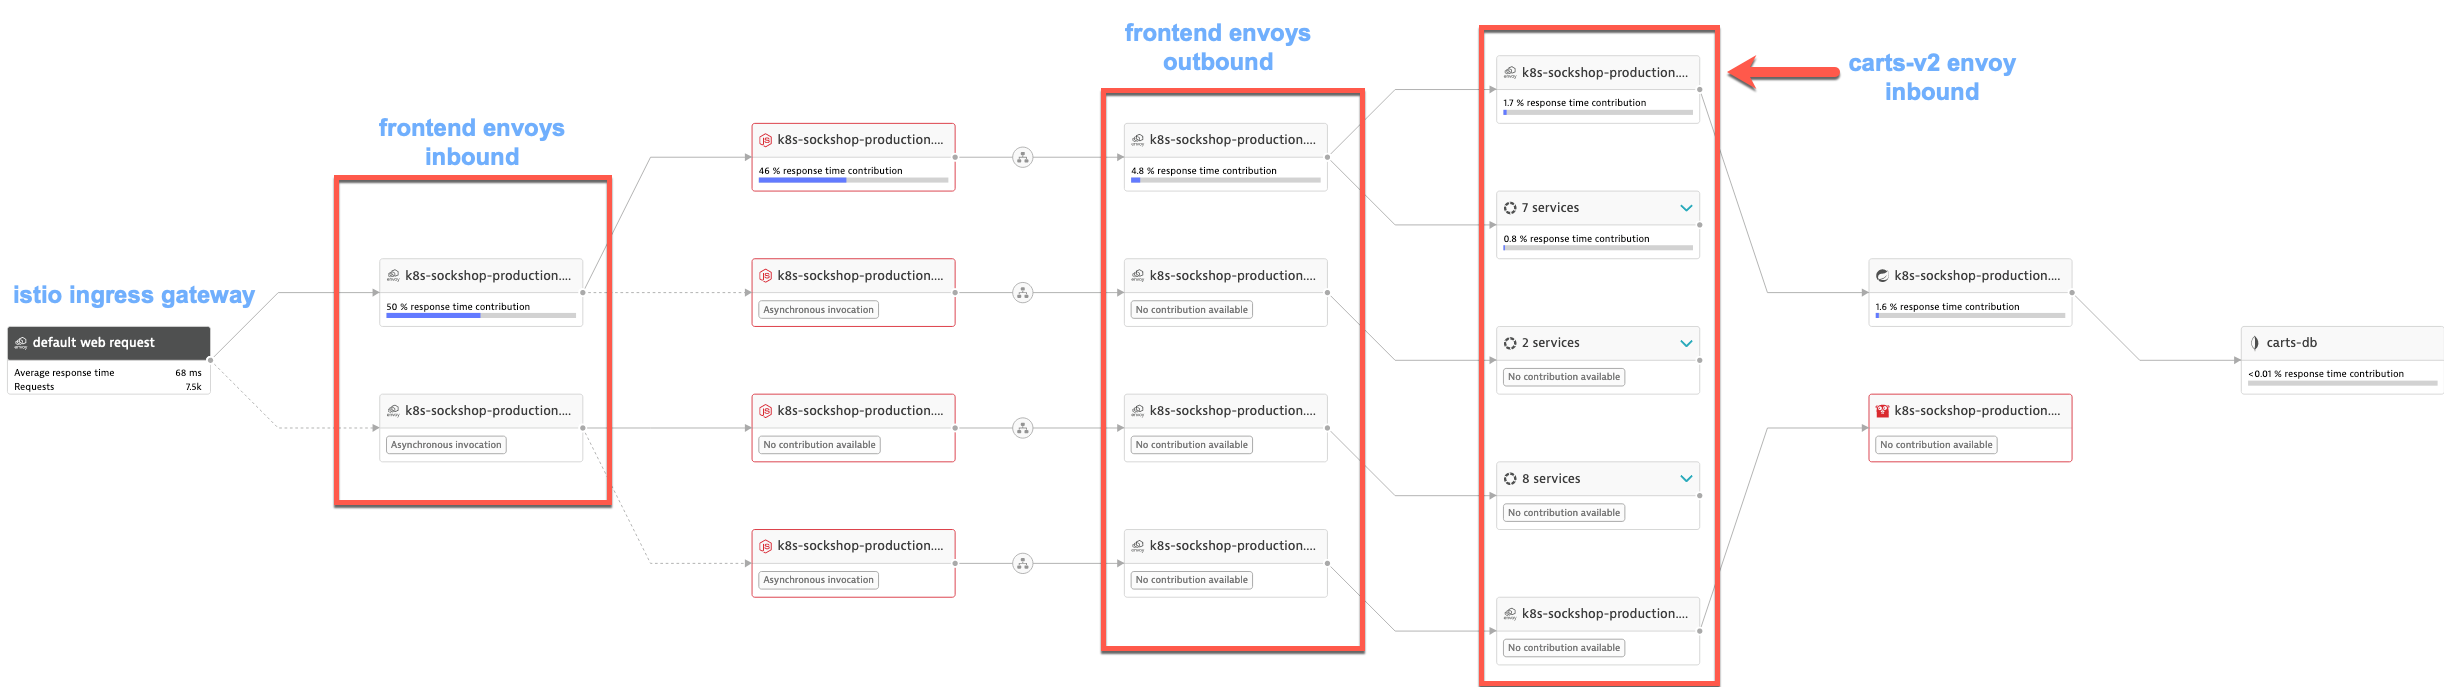 istio ingress gateway
default web request
Average response time 68 ms
Requests 7.5k
frontend envoys
inbound
k8s-sockshop-production....
50 % response time contribution
k8s-sockshop-production....
Asynchronous invocation
k8s-sockshop-production....
46 % response time contribution
k8s-sockshop-production....
Asynchronous invocation
k8s-sockshop-production....
No contribution available
k8s-sockshop-production....
Asynchronous invocation
frontend envoys
outbound
k8s-sockshop-production....
4.8 % response time contribution
k8s-sockshop-production....
No contribution available
k8s-sockshop-production....
No contribution available
k8s-sockshop-production....
No contribution available
k8s-sockshop-production....
1.7 % response time contribution
7 services
0.8 % response time contribution
2 services
No contribution available
8 services
No contribution available
k8s-sockshop-production....
No contribution available
carts-v2 envoy
inbound
k8s-sockshop-production....
1.6 % response time contribution
k8s-sockshop-production....
No contribution available
carts-db
<0.01 % response time contribution